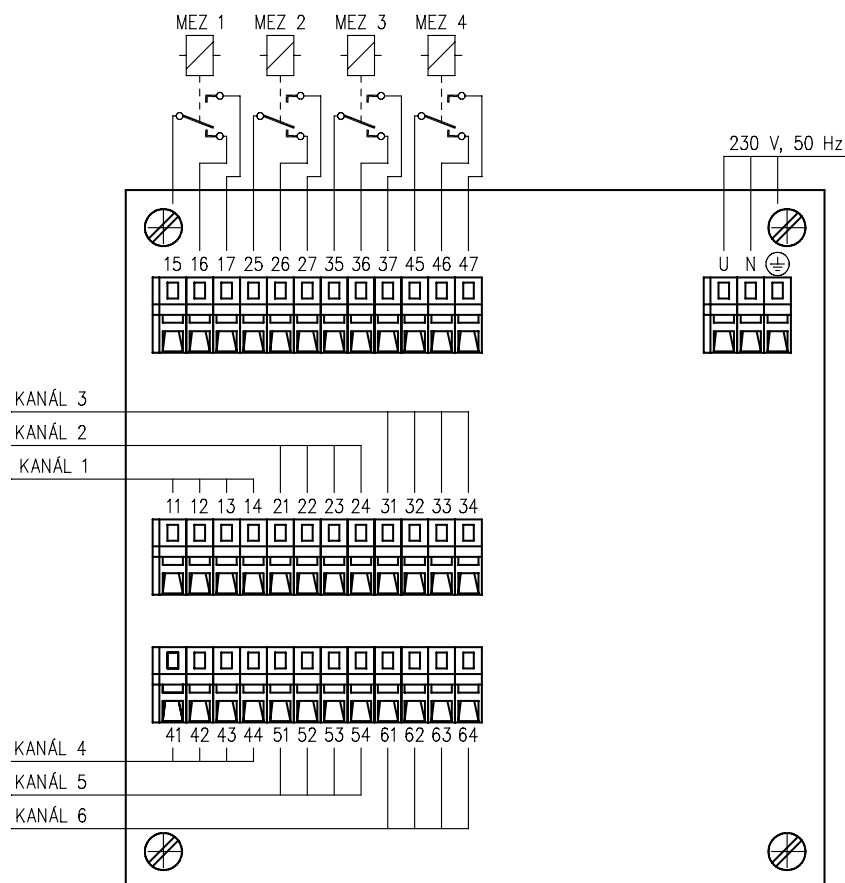 MEZ 1 MEZ 2 MEZ 3 MEZ 4
230 V, 50 Hz
15 16 17 25 26 27 35 36 37 45 46 47 U N
KANÁL 3
KANÁL 2
KANÁL 1
11 12 13 14 21 22 23 24 31 32 33 34
41 42 43 44 51 52 53 54 61 62 63 64
KANÁL 4
KANÁL 5
KANÁL 6